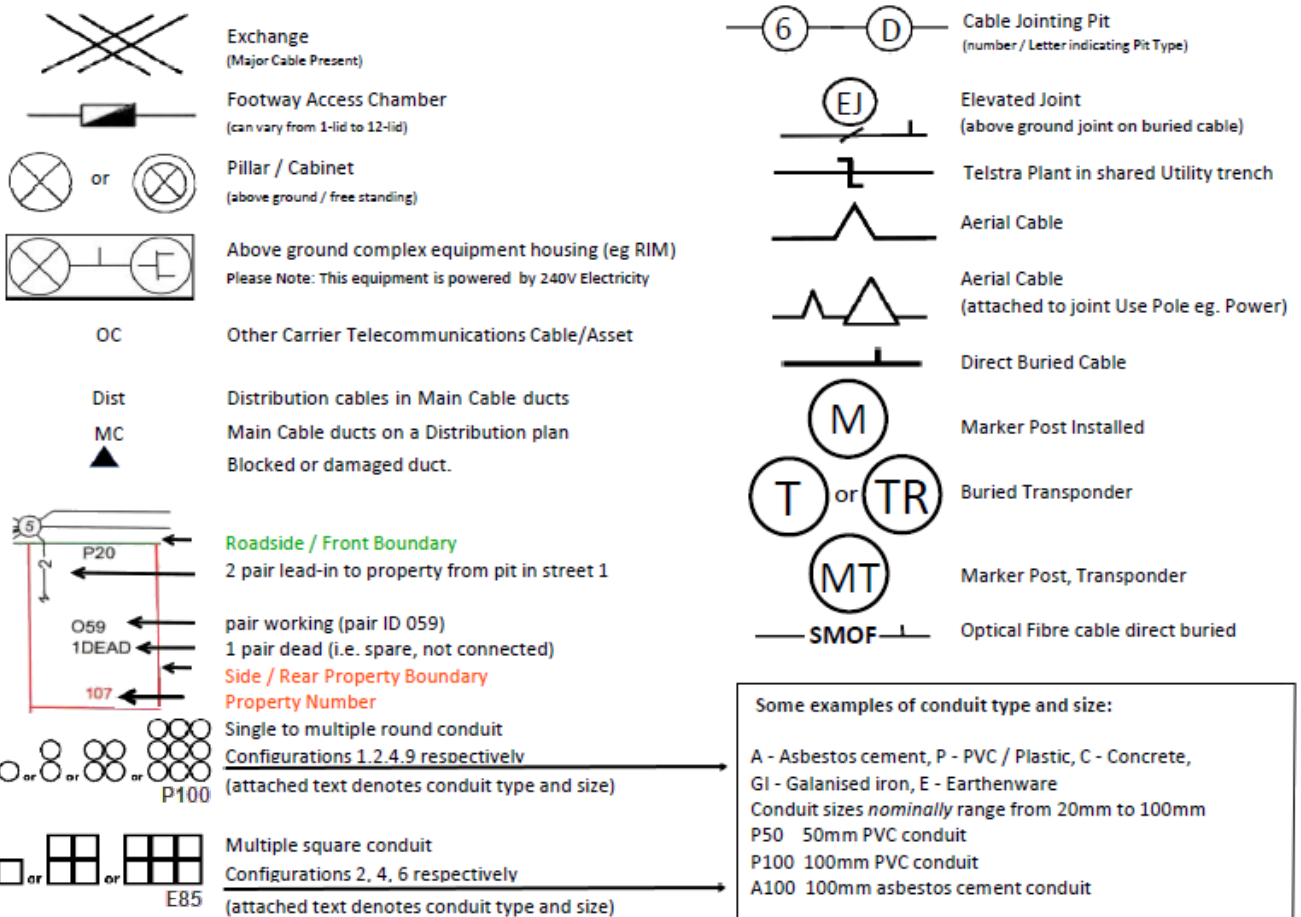 Exchange
(Major Cable Present)
Footway Access Chamber
(can vary from 1-lid to 12-lid)
or
Pillar / Cabinet
(above ground / free standing)
Above ground complex equipment housing (eg RIM)
Please Note: This equipment is powered by 240V Electricity
OC
Other Carrier Telecommunications Cable/Asset
Dist
Distribution cables in Main Cable ducts
MC
Main Cable ducts on a Distribution plan
Blocked or damaged duct.
5
P20
2
O59
1DEAD
107
Roadside / Front Boundary
2 pair lead-in to property from pit in street 1
pair working (pair ID 059)
1 pair dead (i.e. spare, not connected)
Side / Rear Property Boundary
Property Number
or or or
P100
Single to multiple round conduit
Configurations 1.2.4.9 respectively
(attached text denotes conduit type and size)
or or
E85
Multiple square conduit
Configurations 2, 4, 6 respectively
(attached text denotes conduit type and size)
6 D
Cable Jointing Pit
(number / Letter indicating Pit Type)
EJ
Elevated Joint
(above ground joint on buried cable)
Telstra Plant in shared Utility trench
Aerial Cable
Aerial Cable
(attached to joint Use Pole eg. Power)
Direct Buried Cable
M
Marker Post Installed
T or TR
Buried Transponder
MT
Marker Post, Transponder
SMOF
Optical Fibre cable direct buried
Some examples of conduit type and size:
A - Asbestos cement, P - PVC / Plastic, C - Concrete,
GI - Galanised iron, E - Earthenware
Conduit sizes nominally range from 20mm to 100mm
P50 50mm PVC conduit
P100 100mm PVC conduit
A100 100mm asbestos cement conduit